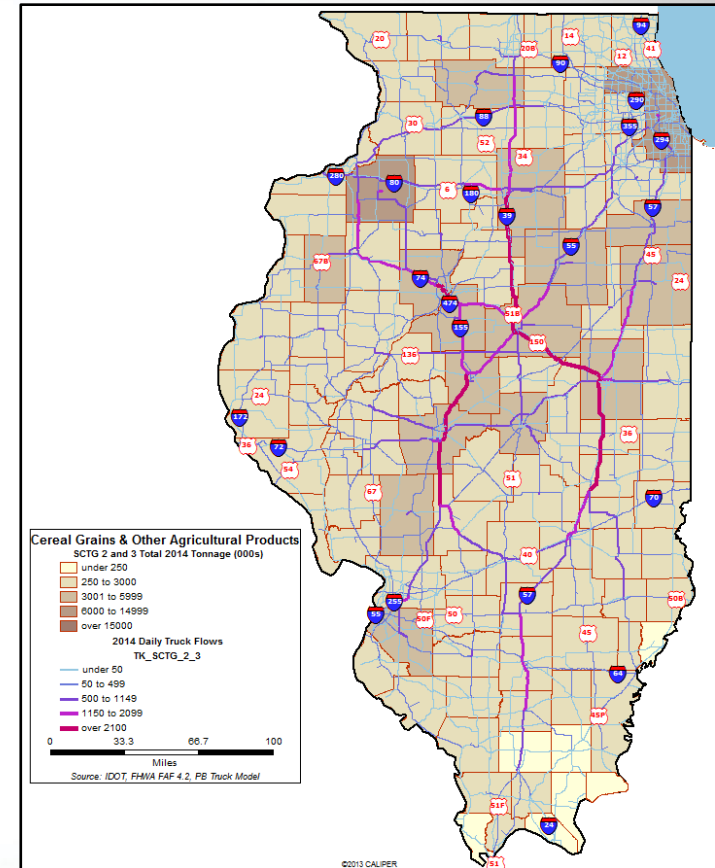 94
20
14
20B
41
12
90
290
88
355
30
294
52
34
280
80
6
180
57
39
55
45
67B
24
74
474
51B
155
150
136
24
172
36
36
72
54
51
67
70
Cereal Grains & Other Agricultural Products
SCTG 2 and 3 Total 2014 Tonnage (000s)
under 250
250 to 3000
3001 to 5999
6000 to 14999
over 15000
2014 Daily Truck Flows
TK_SCTG_2_3
under 50
50 to 499
500 to 1149
1150 to 2099
over 2100
0 33.3 66.7 100
Miles
Source: IDOT, FHWA FAF 4.2, PB Truck Model
40
57
50B
255
55
50F
50
45
64
45P
51F
24
51
©2013 CALIPER